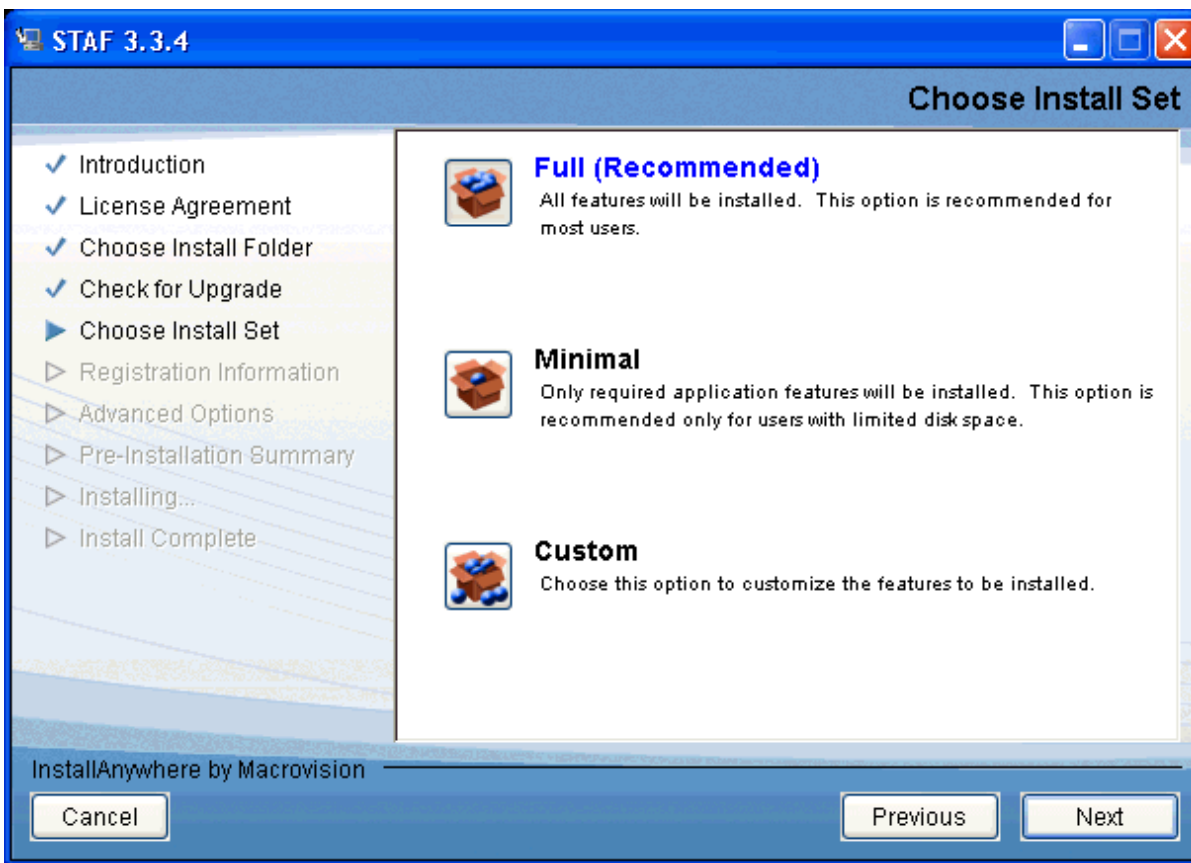 STAF 3.3.4
Choose Install Set
Introduction
License Agreement
Choose Install Folder
Check for Upgrade
Choose Install Set
Registration Information
Advanced Options
Pre-Installation Summary
Installing...
Install Complete
Full (Recommended)
All features will be installed. This option is recommended for
most users.
Minimal
Only required application features will be installed. This option is
recommended only for users with limited disk space.
Custom
Choose this option to customize the features to be installed.
InstallAnywhere by Macrovision
Cancel
Previous
Next